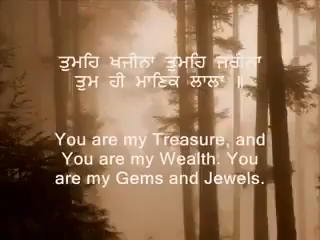 ਤੁਮਹਿ ਖਜੀਨਾ ਤੁਮਹਿ ਜਰੀਨਾ
ਤੁਮ ਹੀ ਮਾਣਿਕ ਲਾਲਾ ॥
You are my Treasure, and
You are my Wealth. You
are my Gems and Jewels.